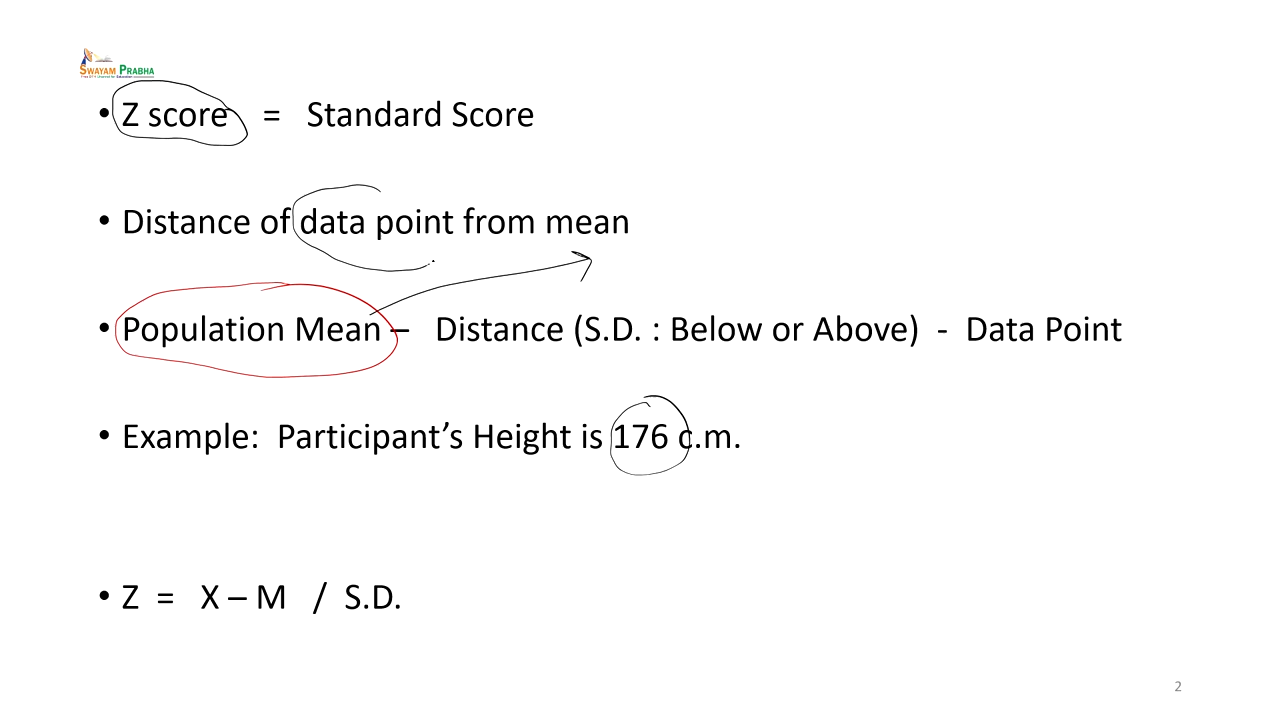 SWAYAM PRABHA
• Z score = Standard Score
• Distance of data point from mean
• Population Mean – Distance (S.D. : Below or Above) - Data Point
• Example: Participant’s Height is 176 c.m.
• Z = X – M / S.D.
2